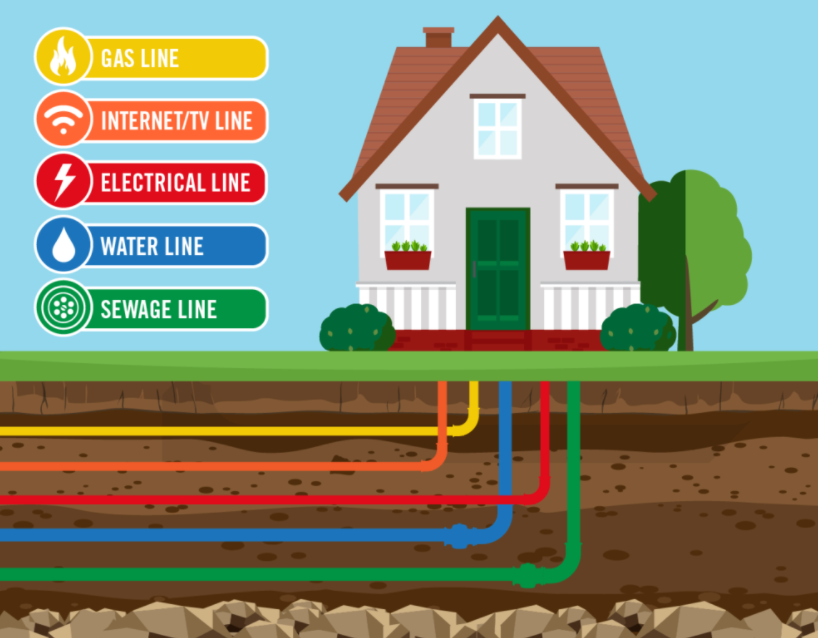 GAS LINE
INTERNET/TV LINE
ELECTRICAL LINE
WATER LINE
SEWAGE LINE